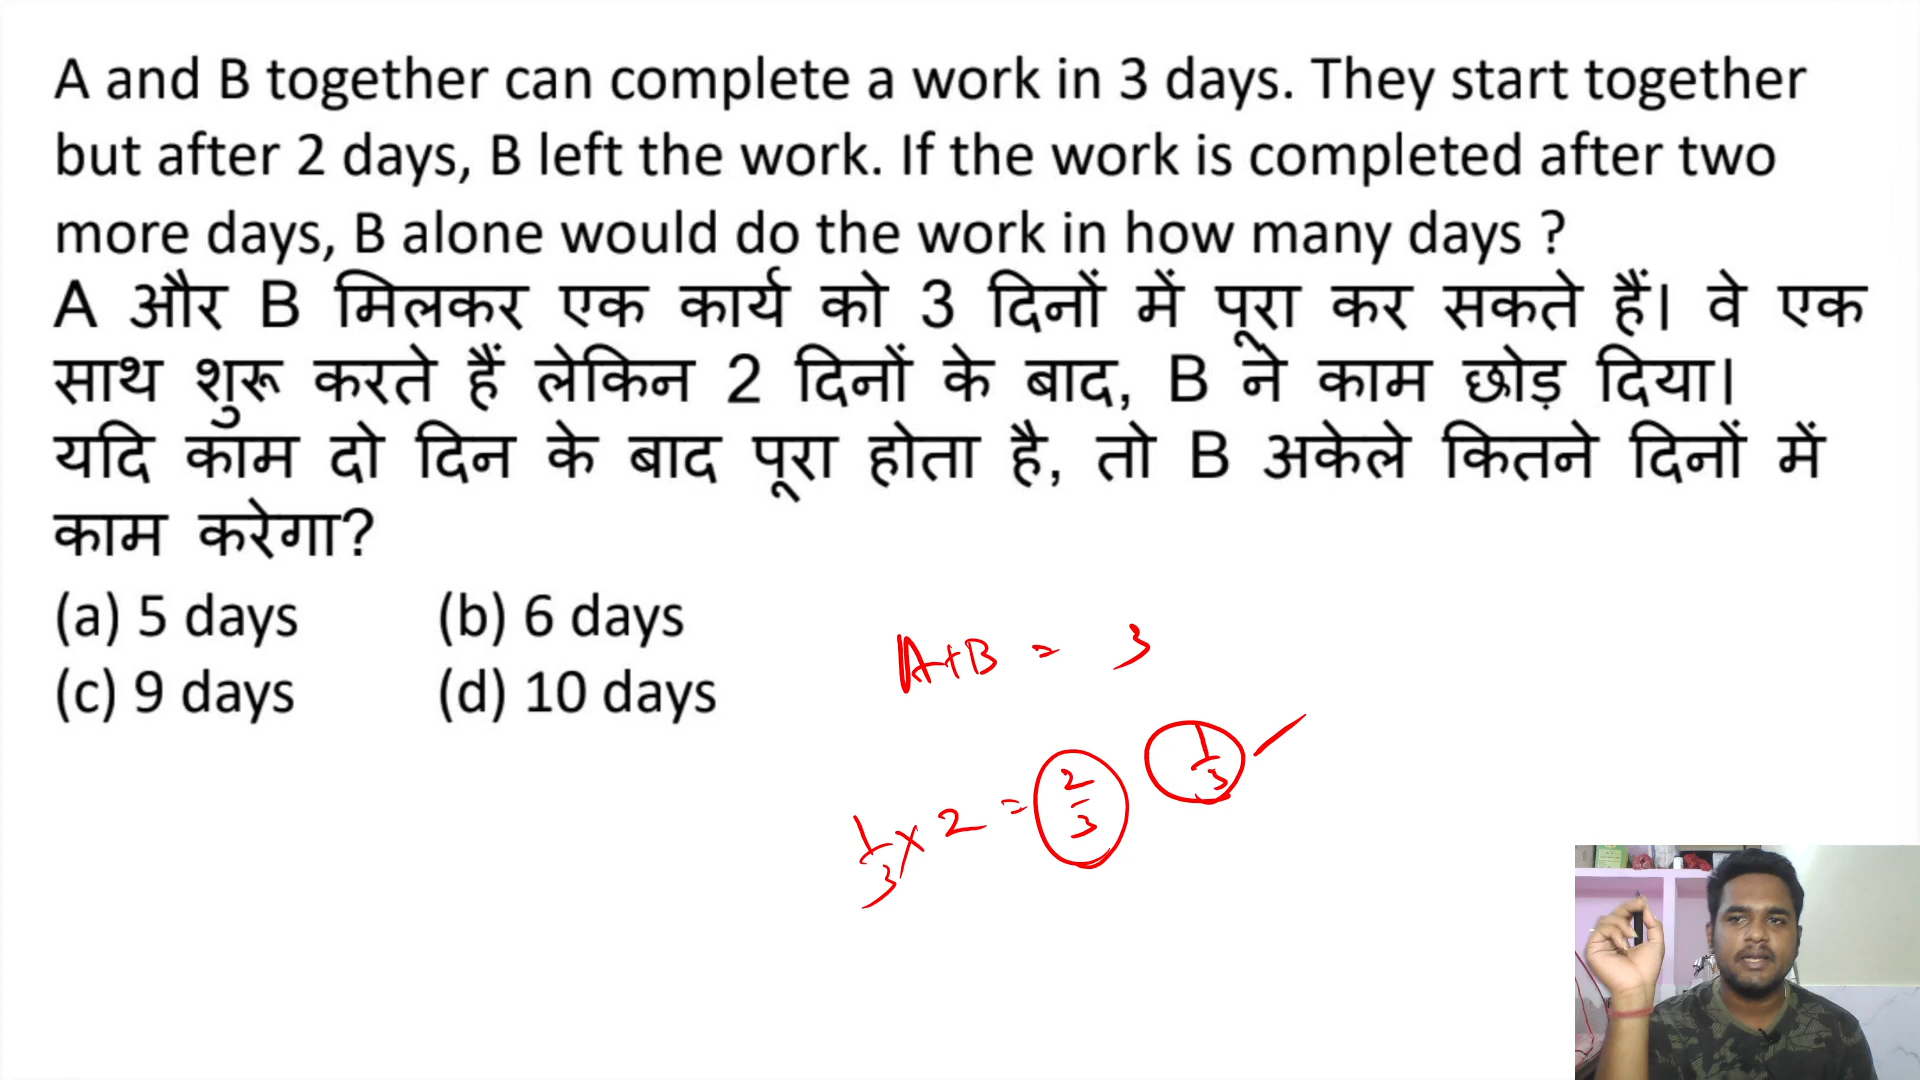 A and B together can complete a work in 3 days. They start together
but after 2 days, B left the work. If the work is completed after two
more days, B alone would do the work in how many days ?
A और B मिलकर एक कार्य को 3 दिनों में पूरा कर सकते हैं। वे एक
साथ शुरू करते हैं लेकिन 2 दिनों के बाद, B ने काम छोड़ दिया।
यदि काम दो दिन के बाद पूरा होता है, तो B अकेले कितने दिनों में
काम करेगा?
(a) 5 days (b) 6 days
(c) 9 days (d) 10 days
A+B = 3
1/3 × 2 = 2/3 1/3